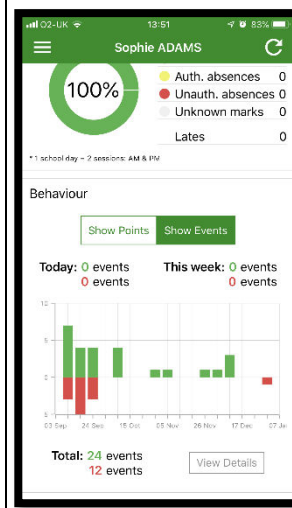 O2-UK 13:51 83%
Sophie ADAMS
100%
Auth. absences 0
Unauth. absences 0
Unknown marks 0
Lates 0
* 1 school day = 2 sessions: AM & PM
Behaviour
Show Points Show Events
Today: 0 events This week: 0 events
0 events 0 events
10
5
0
5
03 Sep 24 Sep 15 Oct 05 Nov 26 Nov 17 Dec 07 Ja
Total: 24 events
12 events
View Details